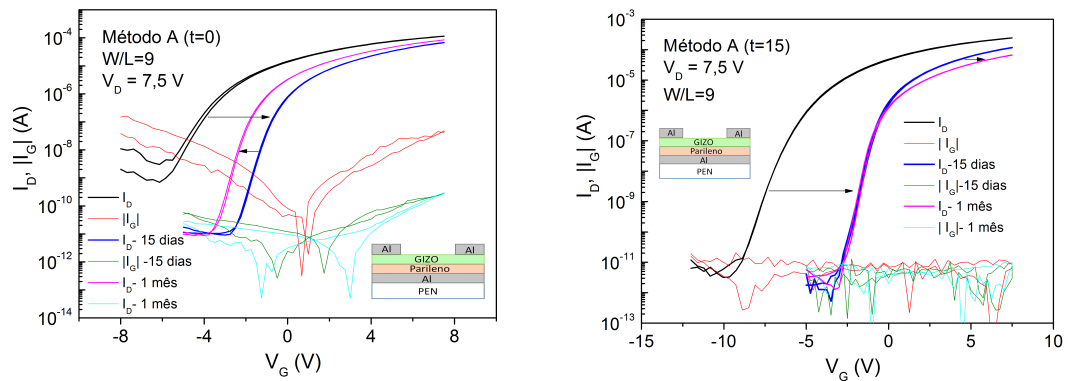 Método A (t=0)
W/L=9
V_D = 7,5 V
I_D, |I_G| (A)
10^-4
10^-6
10^-8
10^-10
10^-12
10^-14
I_D
|I_G|
I_D- 15 dias
|I_G| -15 dias
I_D- 1 mês
I_D- 1 mês
Al
Al
GIZO
Parileno
Al
PEN
-8
-4
0
4
8
V_G (V)
Método A (t=15)
V_D = 7,5 V
W/L=9
I_D, |I_G| (A)
10^-3
10^-5
10^-7
10^-9
10^-11
10^-13
Al
Al
GIZO
Parileno
Al
PEN
I_D
| I_G|
I_D-15 dias
| I_G|-15 dias
I_D- 1 mês
| I_G|- 1 mês
-15
-10
-5
0
5
10
15
V_G (V)